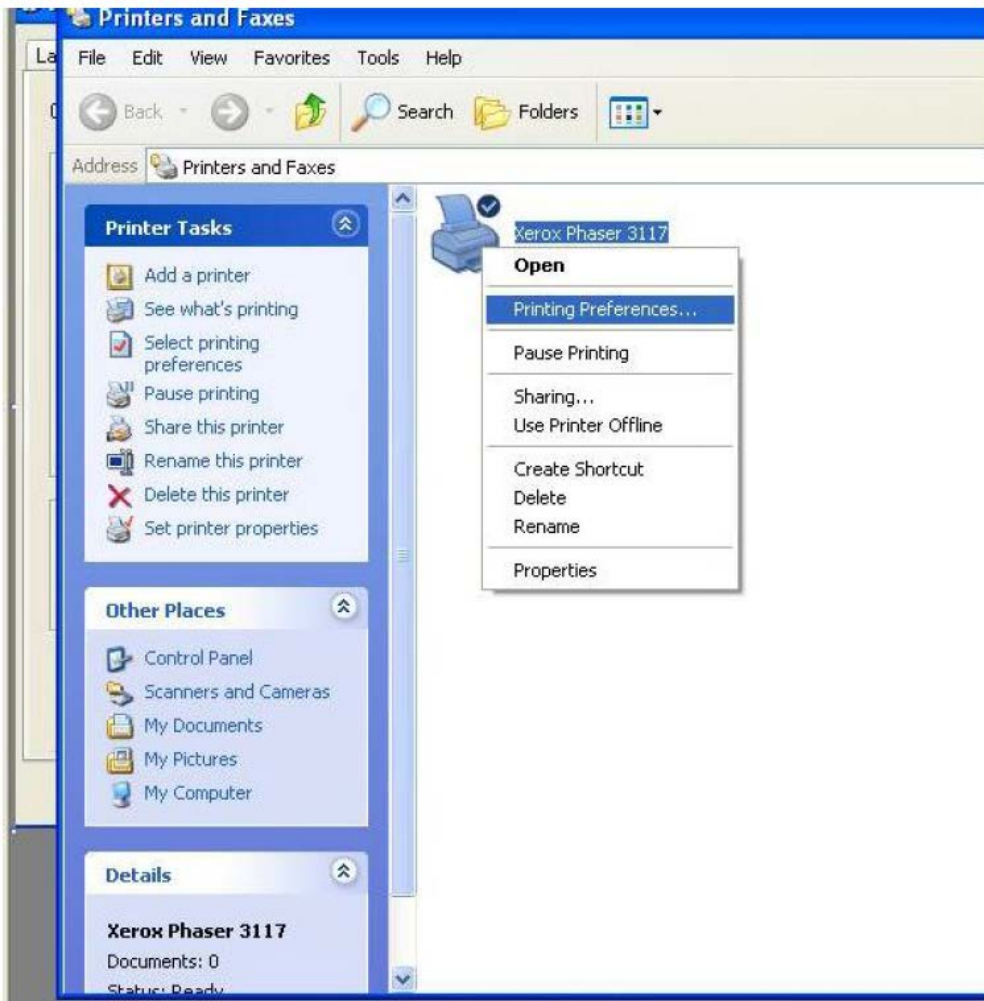 Printers and Faxes
La
File Edit View Favorites Tools Help
Back Search Folders
Address Printers and Faxes
Printer Tasks
Add a printer
See what's printing
Select printing
preferences
Pause printing
Share this printer
Rename this printer
Delete this printer
Set printer properties
Other Places
Control Panel
Scanners and Cameras
My Documents
My Pictures
My Computer
Details
Xerox Phaser 3117
Documents: 0
Status: Ready
Xerox Phaser 3117
Open
Printing Preferences...
Pause Printing
Sharing...
Use Printer Offline
Create Shortcut
Delete
Rename
Properties